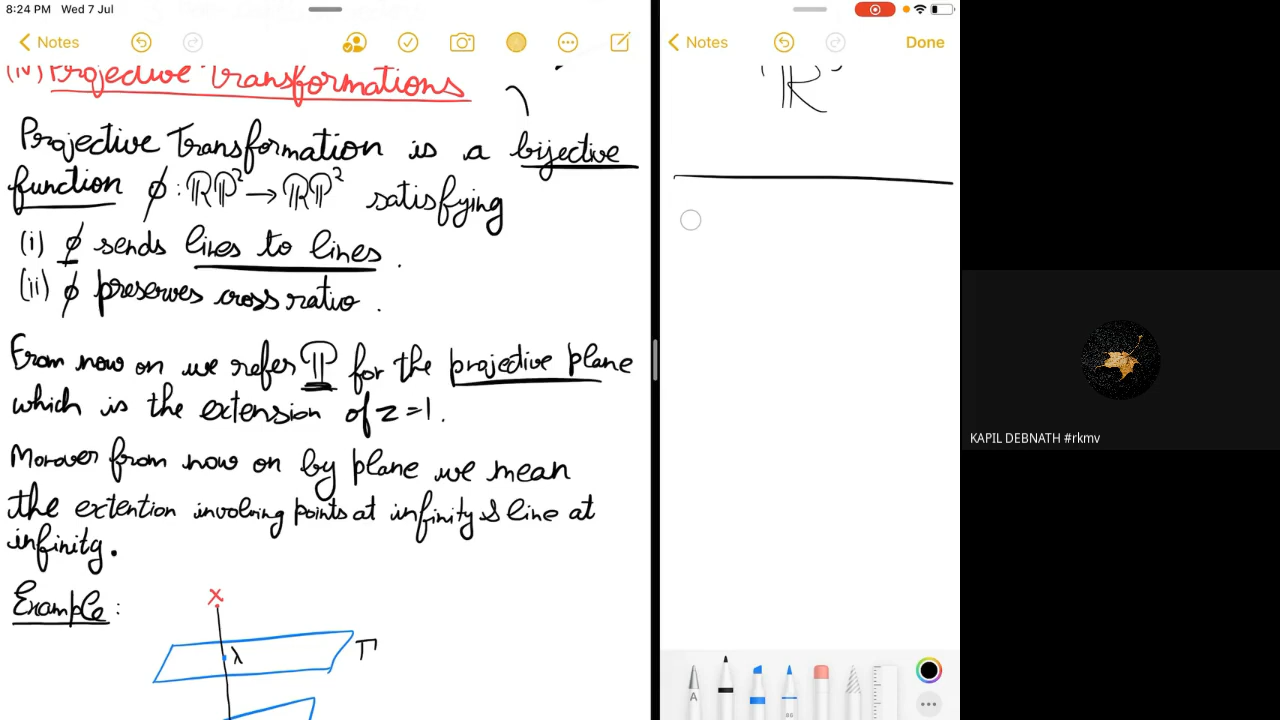 8:24 PM Wed 7 Jul
Notes
(iv) Projective Transformations
Projective Transformation is a bijective
function ϕ : ℝℙ² → ℝℙ² satisfying
(i) ϕ sends lines to lines.
(ii) ϕ preserves cross ratio.
From now on we refer ℙ for the projective plane
which is the extension of z=1.
Morover from now on by plane we mean
the extention involving points at infinity & line at
infinity.
Example:
X
λ
Π
Notes
Done
ℝ
A
KAPIL DEBNATH #rkmv